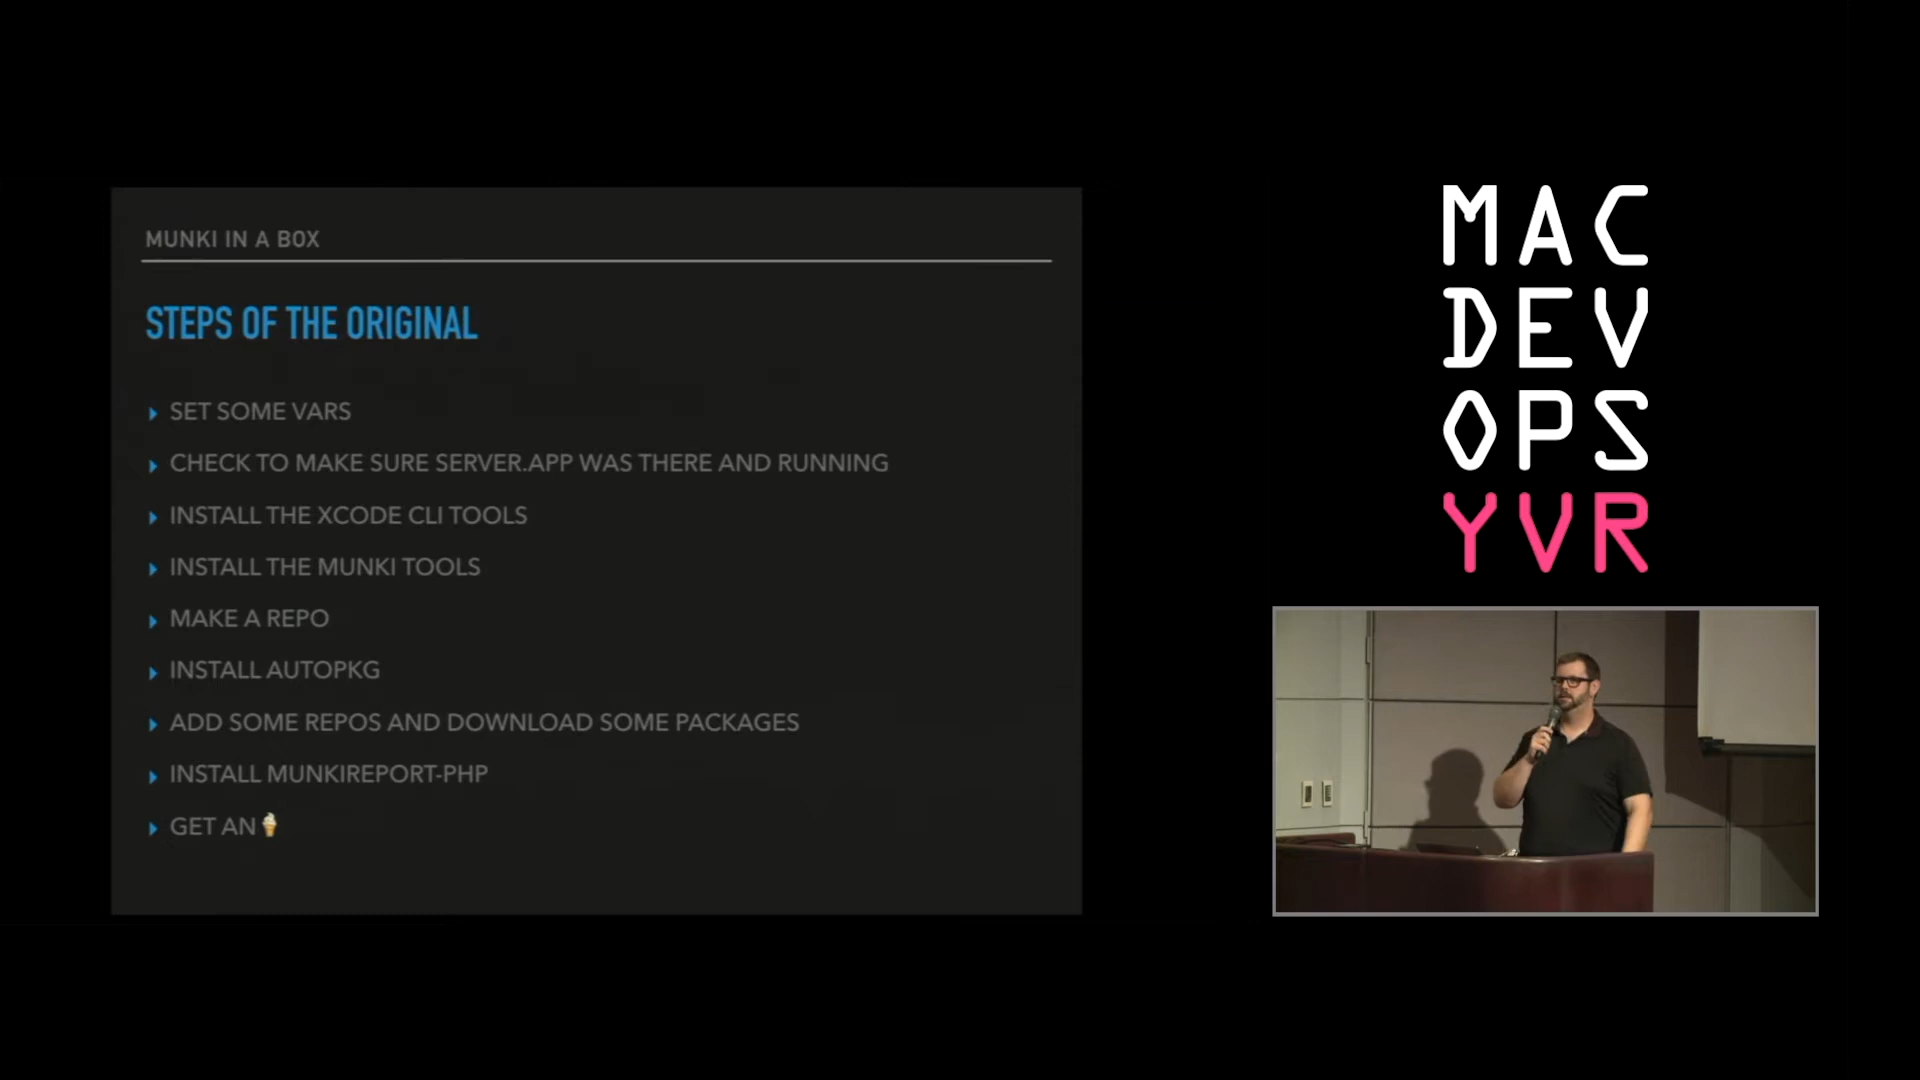 MUNKI IN A BOX
STEPS OF THE ORIGINAL
SET SOME VARS
CHECK TO MAKE SURE SERVER.APP WAS THERE AND RUNNING
INSTALL THE XCODE CLI TOOLS
INSTALL THE MUNKI TOOLS
MAKE A REPO
INSTALL AUTOPKG
ADD SOME REPOS AND DOWNLOAD SOME PACKAGES
INSTALL MUNKIREPORT-PHP
GET AN🍦
MAC
DEV
OPS
YVR